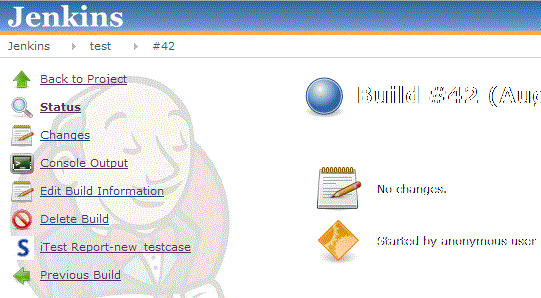 Jenkins
Jenkins test #42
Back to Project
Status
Build #42 (Aug
Changes
Console Output
Edit Build Information
No changes.
Delete Build
Started by anonymous user
iTest Report-new_testcase
Previous Build